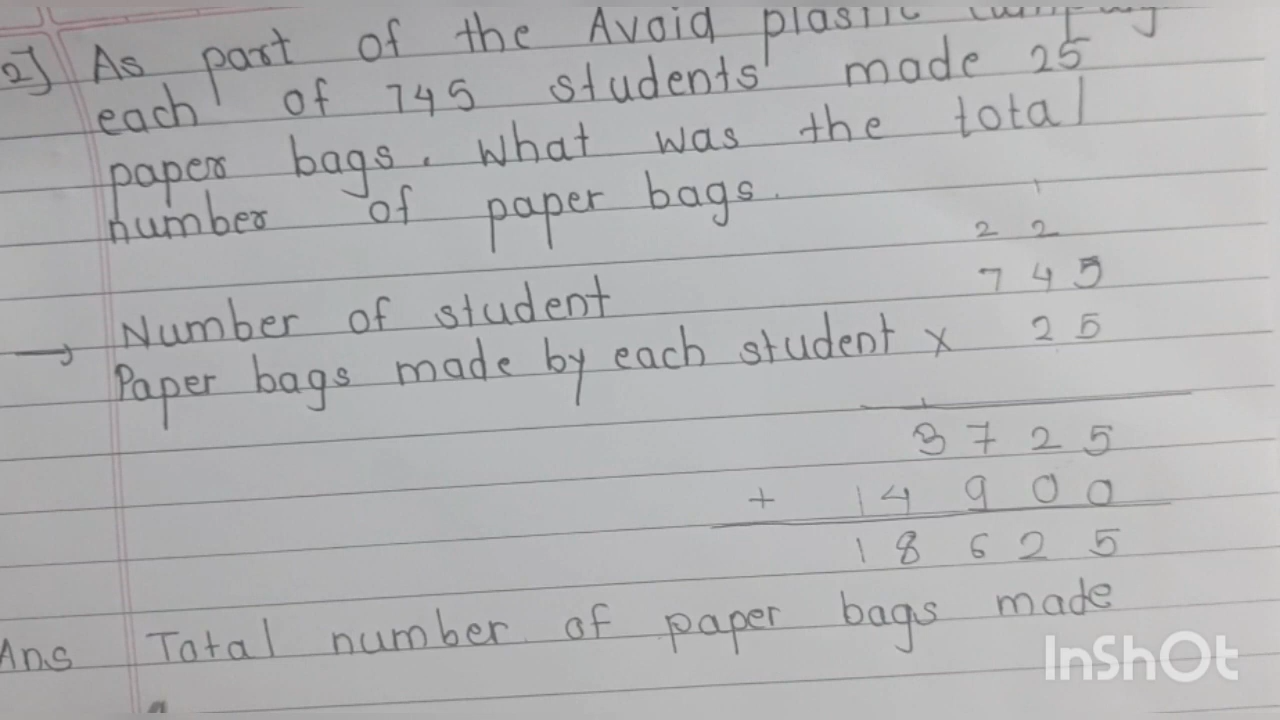 2] As part of the Avoid plastic
each of 745 students made 25
paper bags. What was the total
number of paper bags.
1
2 2
7 4 5
→ Number of student
Paper bags made by each student × 2 5
1
3 7 2 5
+ 1 4 9 0 0
1 8 6 2 5
Ans Total number of paper bags made
InShOt